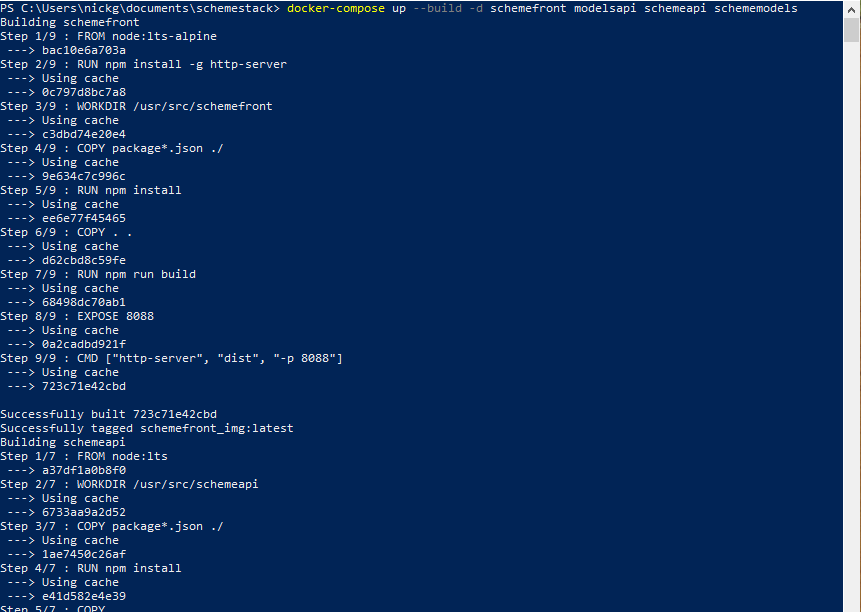 PS C:\Users\nickg\documents\schemestack> docker-compose up --build -d schemefront modelsapi schemeapi schememodels
Building schemefront
Step 1/9 : FROM node:lts-alpine
 ---> bac10e6a703a
Step 2/9 : RUN npm install -g http-server
 ---> Using cache
 ---> 0c797d8bc7a8
Step 3/9 : WORKDIR /usr/src/schemefront
 ---> Using cache
 ---> c3dbd74e20e4
Step 4/9 : COPY package*.json ./
 ---> Using cache
 ---> 9e634c7c996c
Step 5/9 : RUN npm install
 ---> Using cache
 ---> ee6e77f45465
Step 6/9 : COPY . .
 ---> Using cache
 ---> d62cbd8c59fe
Step 7/9 : RUN npm run build
 ---> Using cache
 ---> 68498dc70ab1
Step 8/9 : EXPOSE 8088
 ---> Using cache
 ---> 0a2cadbd921f
Step 9/9 : CMD ["http-server", "dist", "-p 8088"]
 ---> Using cache
 ---> 723c71e42cbd

Successfully built 723c71e42cbd
Successfully tagged schemefront_img:latest
Building schemeapi
Step 1/7 : FROM node:lts
 ---> a37df1a0b8f0
Step 2/7 : WORKDIR /usr/src/schemeapi
 ---> Using cache
 ---> 6733aa9a2d52
Step 3/7 : COPY package*.json ./
 ---> Using cache
 ---> 1ae7450c26af
Step 4/7 : RUN npm install
 ---> Using cache
 ---> e41d582e4e39
Step 5/7 : COPY